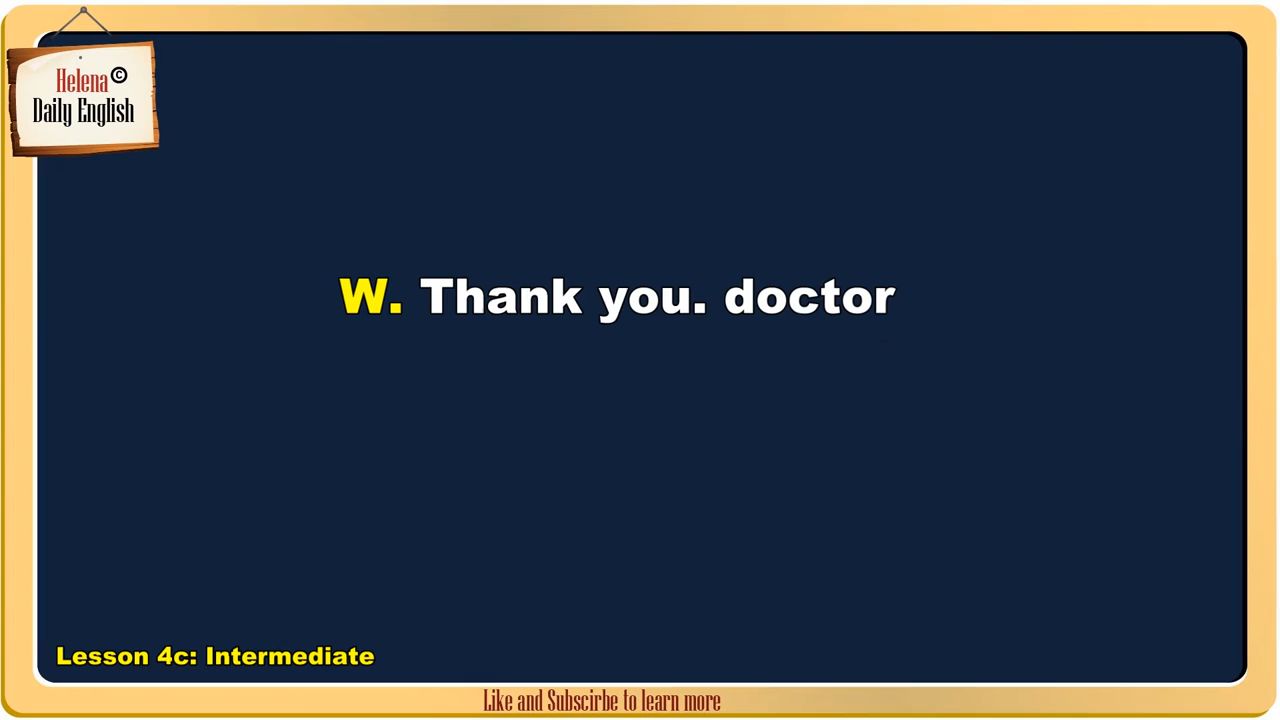 Helena ©
Daily English
W. Thank you. doctor
Lesson 4c: Intermediate
Like and Subscirbe to learn more